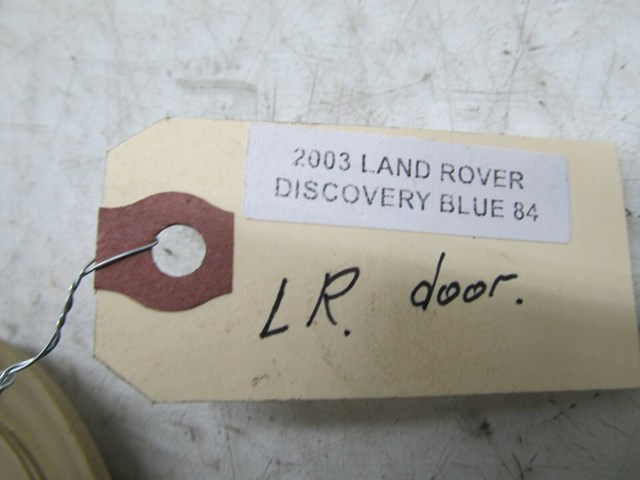 2003 LAND ROVER
DISCOVERY BLUE 84
LR. door.